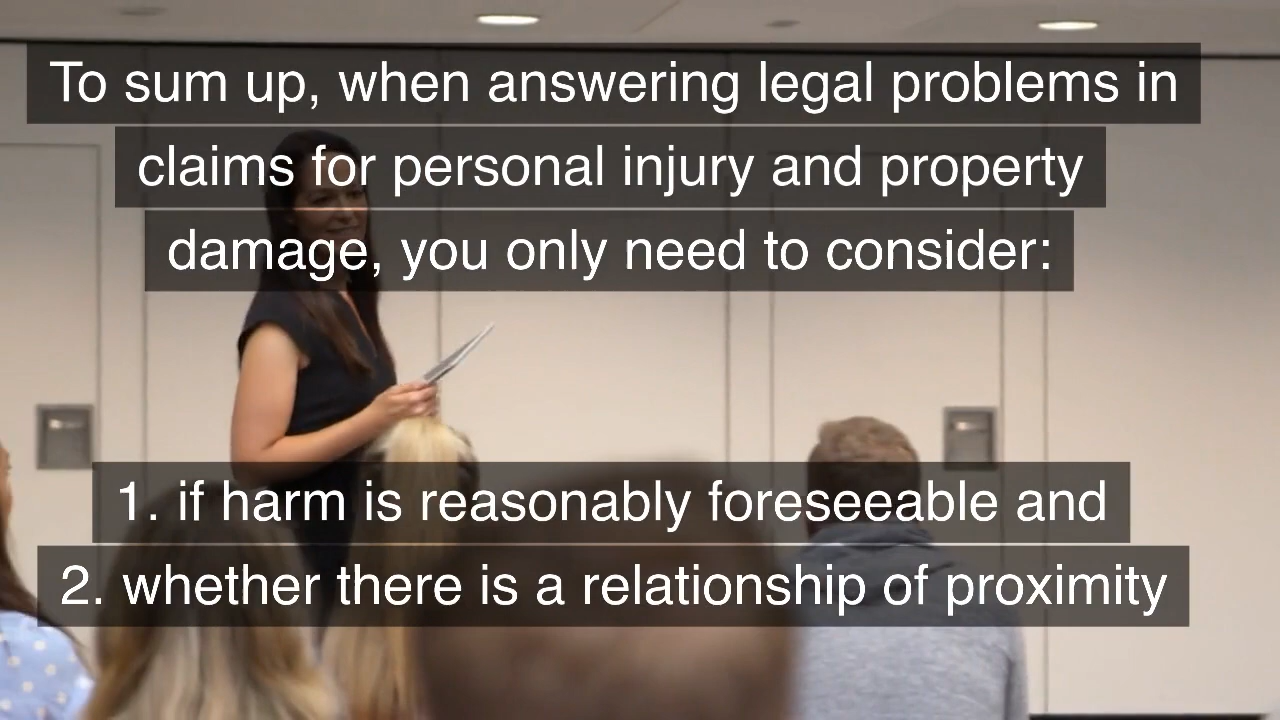 To sum up, when answering legal problems in
claims for personal injury and property
damage, you only need to consider:
1. if harm is reasonably foreseeable and
2. whether there is a relationship of proximity